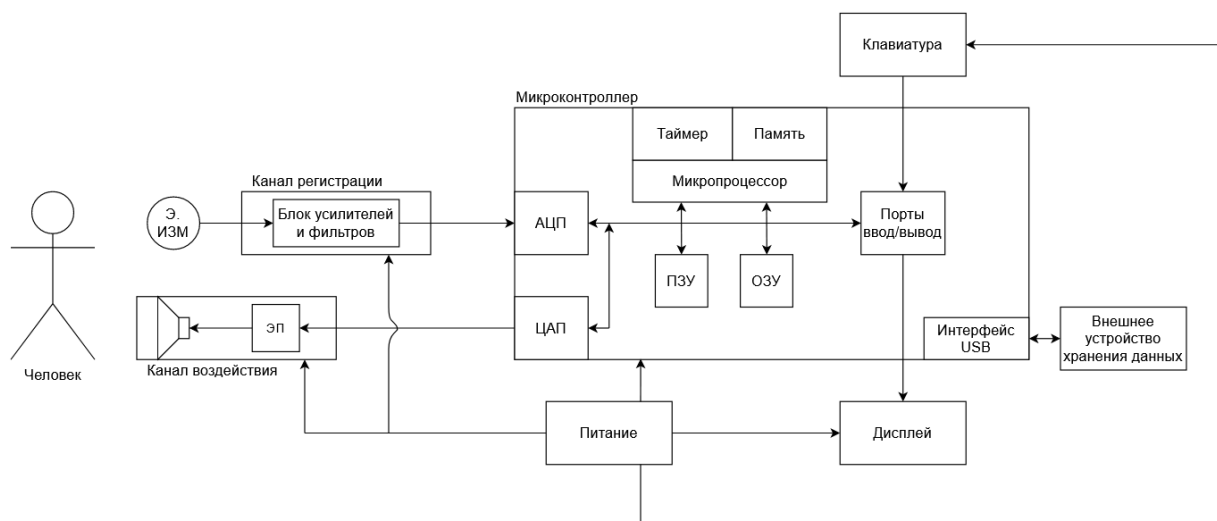 Клавиатура
Микроконтроллер
Таймер
Память
Микропроцессор
Канал регистрации
Э.
ИЗМ
Блок усилителей
и фильтров
АЦП
Порты
ввод/вывод
ПЗУ
ОЗУ
ЭП
ЦАП
Интерфейс
USB
Внешнее
устройство
хранения данных
Канал воздействия
Человек
Питание
Дисплей